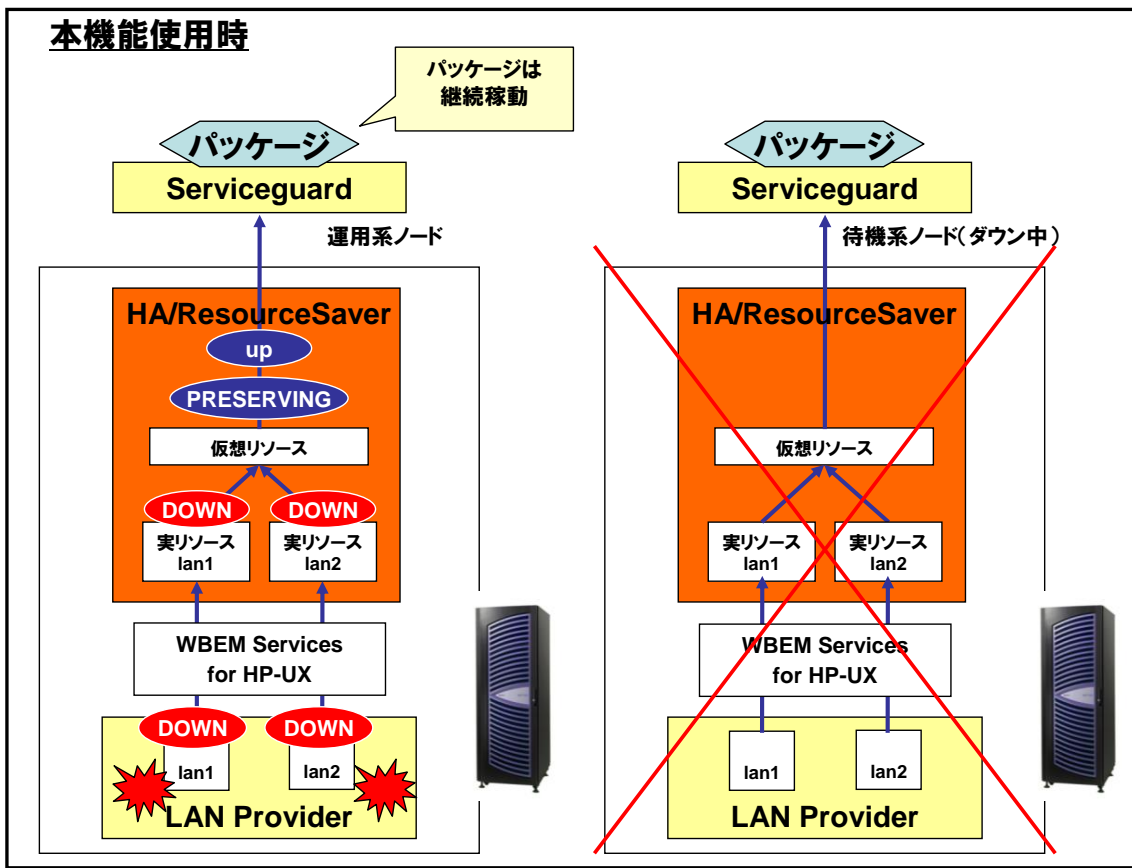 本機能使用時
パッケージは
継続稼動
パッケージ
Serviceguard
運用系ノード
HA/ResourceSaver
up
PRESERVING
仮想リソース
DOWN
DOWN
実リソース
lan1
実リソース
lan2
WBEM Services
for HP-UX
DOWN
DOWN
lan1
lan2
LAN Provider
パッケージ
Serviceguard
待機系ノード(ダウン中)
HA/ResourceSaver
仮想リソース
実リソース
lan1
実リソース
lan2
WBEM Services
for HP-UX
lan1
lan2
LAN Provider